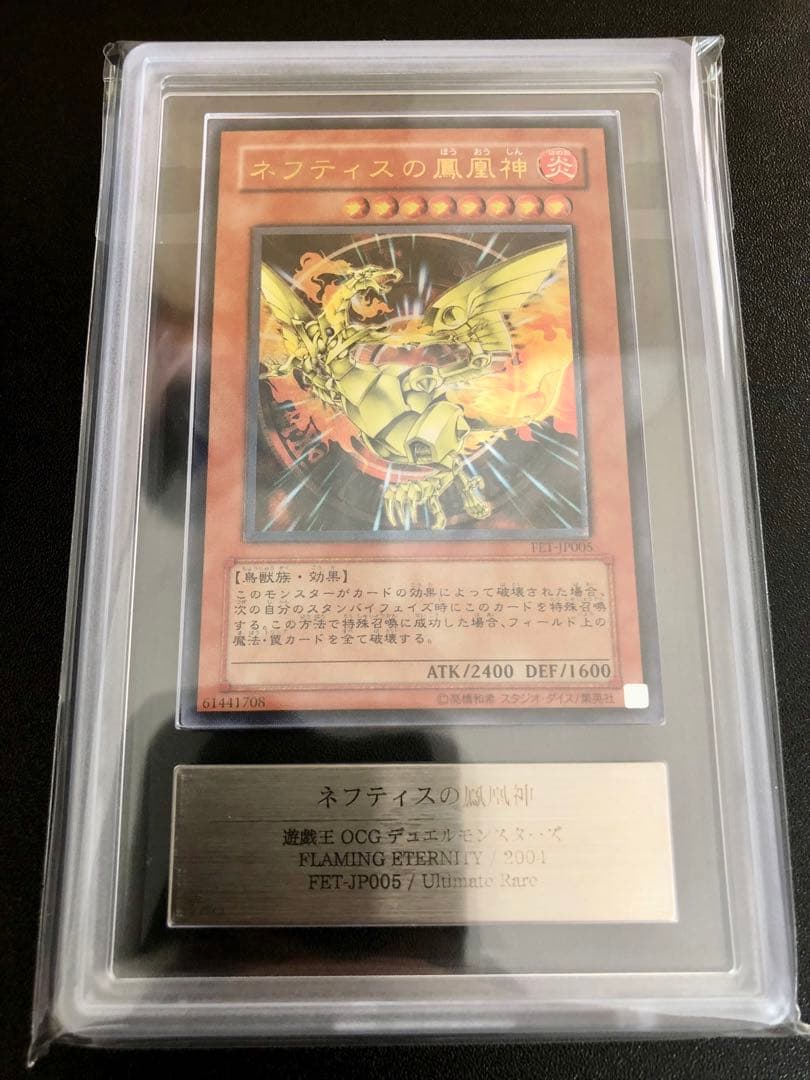 ほう おう しん
ネフティスの鳳凰神
炎
FET-JP005
【鳥獣族・効果】
このモンスターがカードの効果によって破壊された場合、
次の自分のスタンバイフェイズ時にこのカードを特殊召喚
する。この方法で特殊召喚に成功した場合、フィールド上の
魔法・罠カードを全て破壊する。
ATK/2400 DEF/1600
61441708
©高橋和希 スタジオ・ダイス/集英社
ネフティスの鳳凰神
遊戯王 OCG デュエルモンスターズ
FLAMING ETERNITY / 2004
FET-JP005 / Ultimate Rare